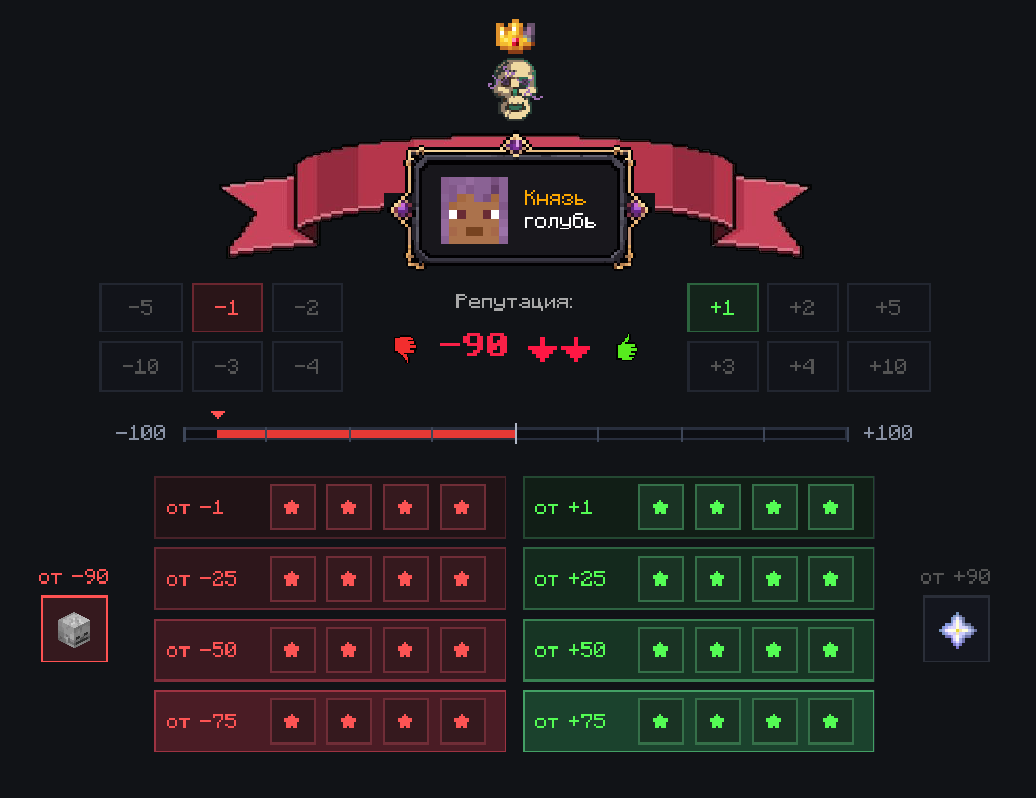 Князь
голубь
-5 -1 -2
Репутация:
+1 +2 +5
-10 -3 -4
-90
+3 +4 +10
-100
+100
от -1
от +1
от -25
от +25
от -90
от +90
от -50
от +50
от -75
от +75